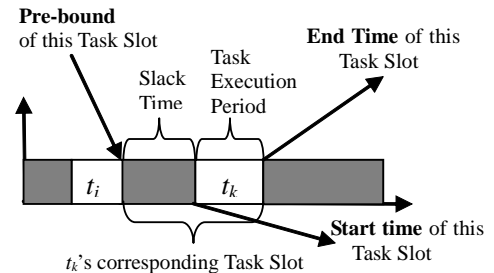 Pre-bound
of this Task Slot
Slack
Time
Task
Execution
Period
End Time of this
Task Slot
t_i
t_k
Start time of this
Task Slot
t_k's corresponding Task Slot